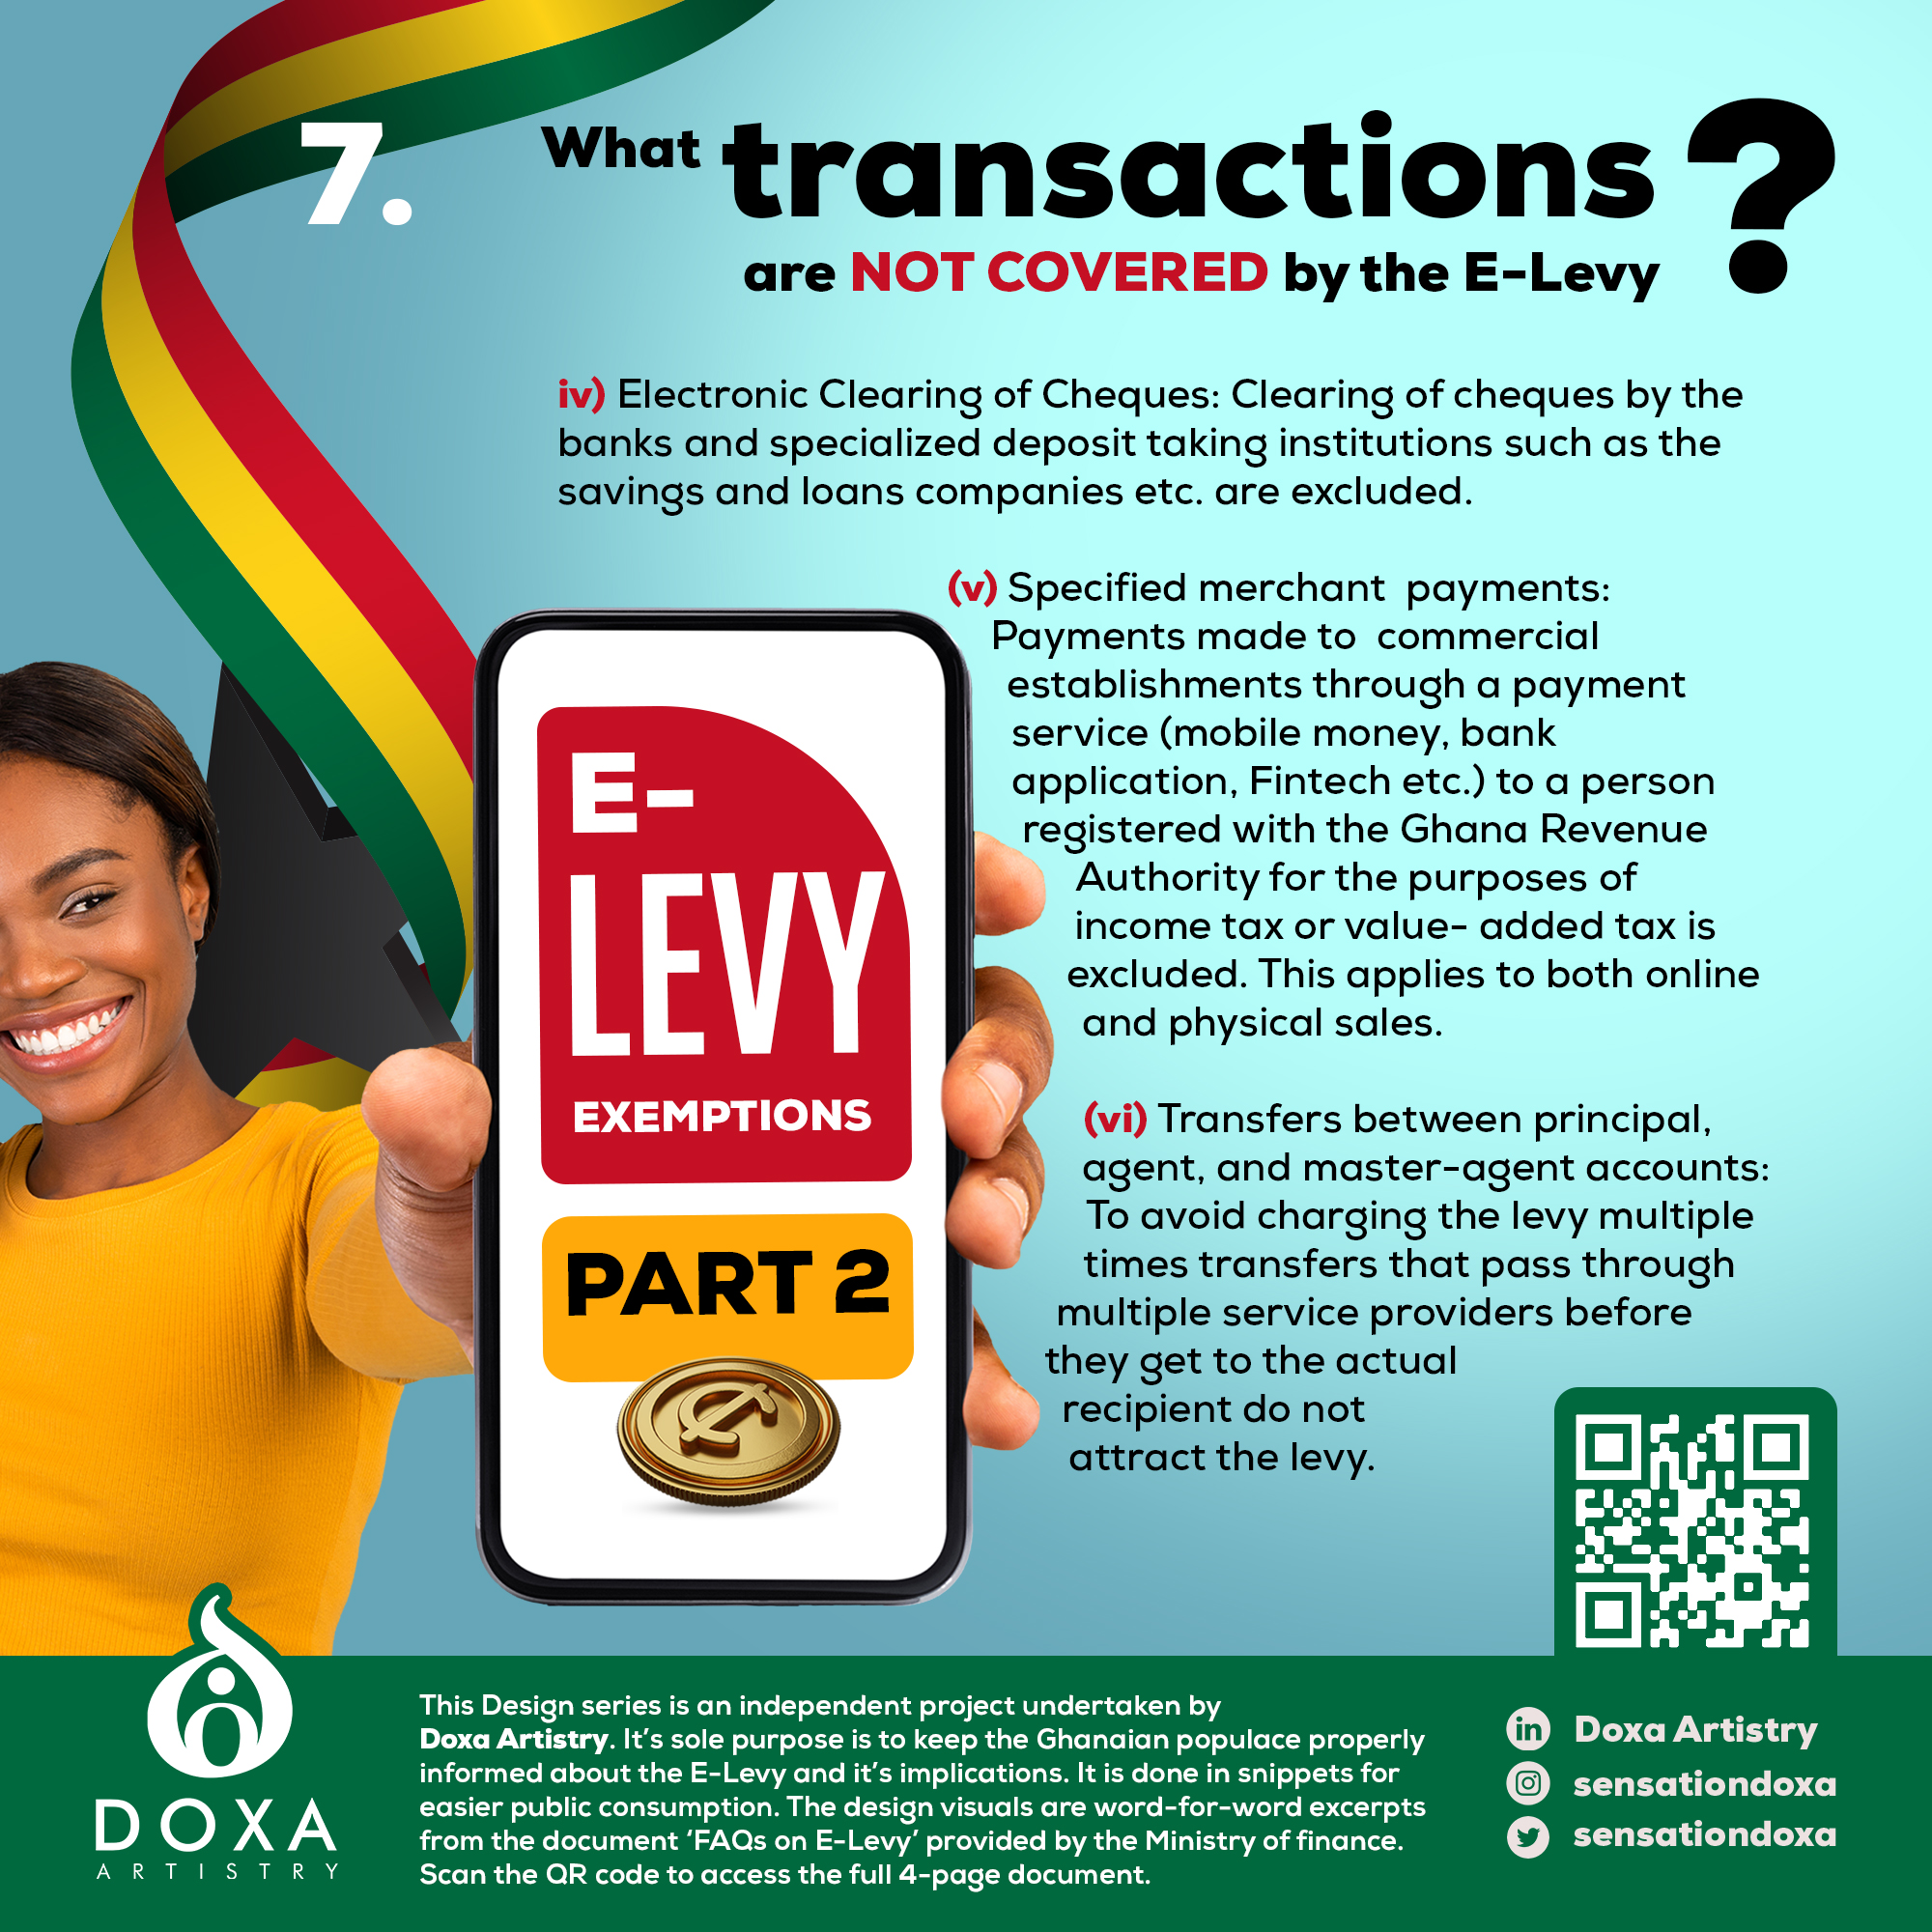 7.
What transactions ?
are NOT COVERED by the E-Levy
iv) Electronic Clearing of Cheques: Clearing of cheques by the
banks and specialized deposit taking institutions such as the
savings and loans companies etc. are excluded.
(v) Specified merchant payments:
Payments made to commercial
establishments through a payment
service (mobile money, bank
application, Fintech etc.) to a person
registered with the Ghana Revenue
Authority for the purposes of
income tax or value- added tax is
excluded. This applies to both online
and physical sales.
(vi) Transfers between principal,
agent, and master-agent accounts:
To avoid charging the levy multiple
times transfers that pass through
multiple service providers before
they get to the actual
recipient do not
attract the levy.
E-
LEVY
EXEMPTIONS
PART 2
DOXA
ARTISTRY
This Design series is an independent project undertaken by
Doxa Artistry. It's sole purpose is to keep the Ghanaian populace properly
informed about the E-Levy and it's implications. It is done in snippets for
easier public consumption. The design visuals are word-for-word excerpts
from the document ‘FAQs on E-Levy’ provided by the Ministry of finance.
Scan the QR code to access the full 4-page document.
in Doxa Artistry
sensationdoxa
sensationdoxa